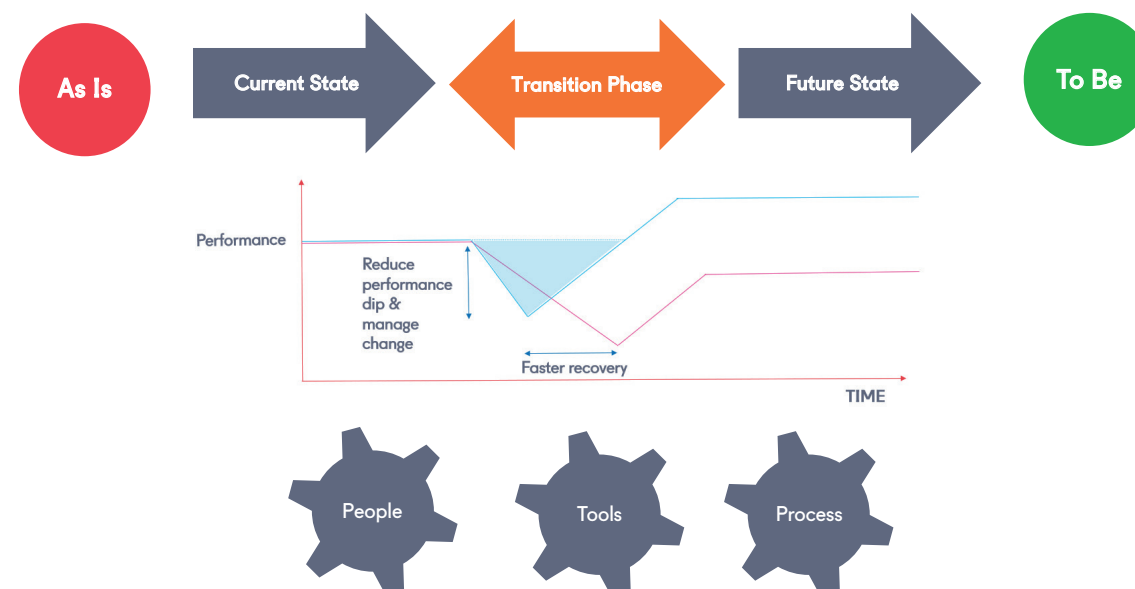 As Is
Current State
Transition Phase
Future State
To Be
Performance
Reduce
performance
dip &
manage
change
Faster recovery
TIME
People
Tools
Process